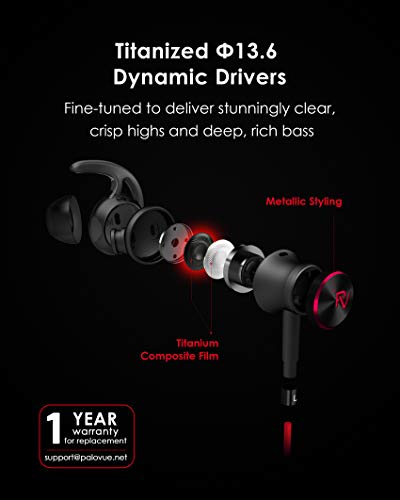 Titanized Φ13.6
Dynamic Drivers
Fine-tuned to deliver stunningly clear,
crisp highs and deep, rich bass
Metallic Styling
Titanium
Composite Film
L
1 YEAR
warranty
for replacement
support@palovue.net